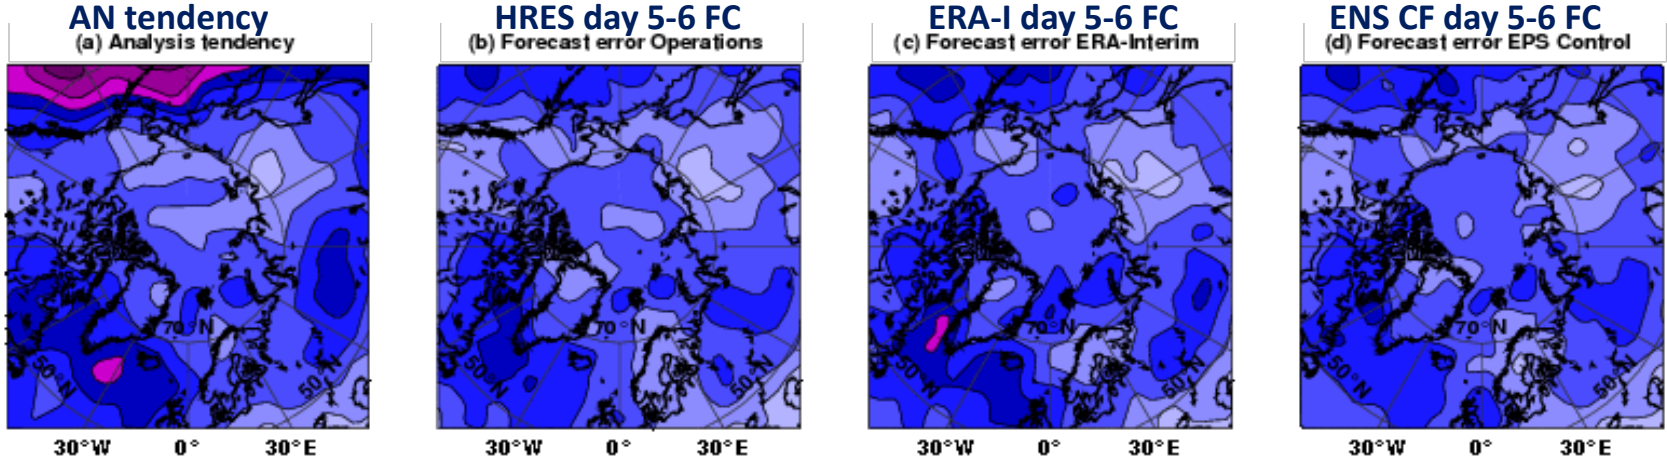 AN tendency
HRES day 5-6 FC
ERA-I day 5-6 FC
ENS CF day 5-6 FC
(a) Analysis tendency
(b) Forecast error Operations
(c) Forecast error ERA-Interim
(d) Forecast error EPS Control
70°N
50°N
50°N
70°N
50°N
50°N
70°N
50°N
50°N
70°N
50°N
50°N
30°W 0° 30°E
30°W 0° 30°E
30°W 0° 30°E
30°W 0° 30°E